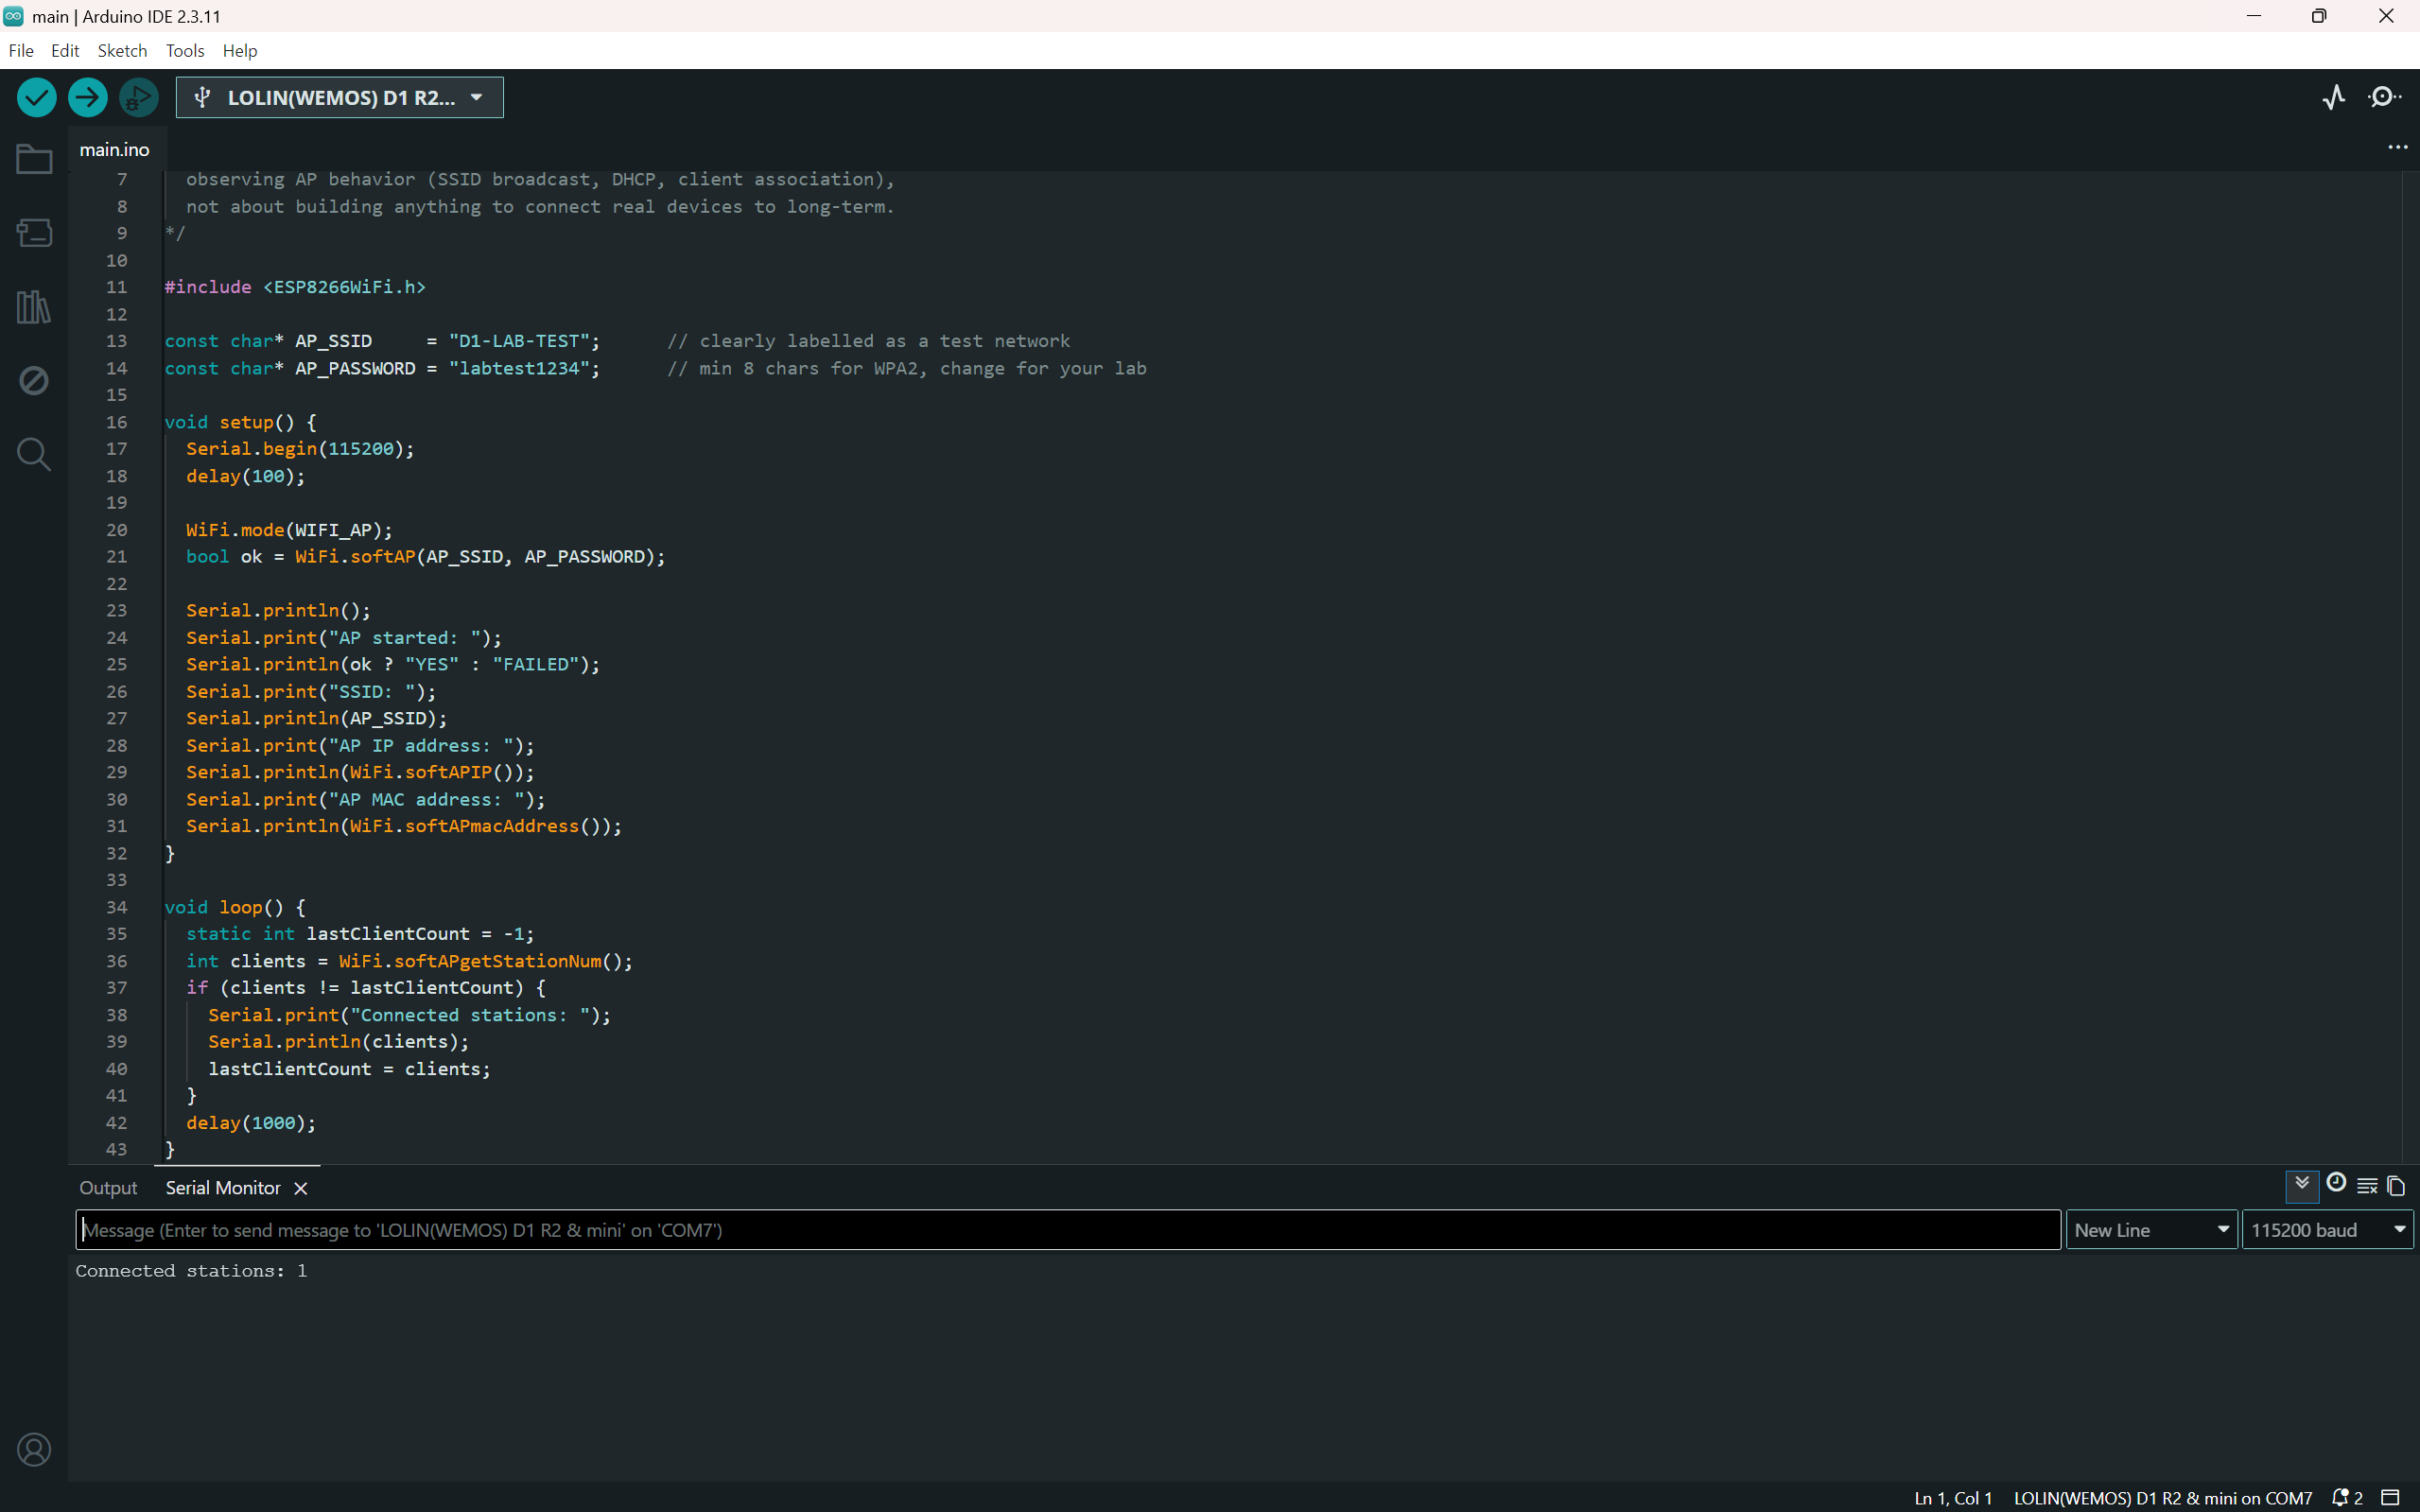 main | Arduino IDE 2.3.11
File Edit Sketch Tools Help
LOLIN(WEMOS) D1 R2...
main.ino
7 observing AP behavior (SSID broadcast, DHCP, client association),
8 not about building anything to connect real devices to long-term.
9 */
10
11 #include <ESP8266WiFi.h>
12
13 const char* AP_SSID     = "D1-LAB-TEST";      // clearly labelled as a test network
14 const char* AP_PASSWORD = "labtest1234";      // min 8 chars for WPA2, change for your lab
15
16 void setup() {
17   Serial.begin(115200);
18   delay(100);
19
20   WiFi.mode(WIFI_AP);
21   bool ok = WiFi.softAP(AP_SSID, AP_PASSWORD);
22
23   Serial.println();
24   Serial.print("AP started: ");
25   Serial.println(ok ? "YES" : "FAILED");
26   Serial.print("SSID: ");
27   Serial.println(AP_SSID);
28   Serial.print("AP IP address: ");
29   Serial.println(WiFi.softAPIP());
30   Serial.print("AP MAC address: ");
31   Serial.println(WiFi.softAPmacAddress());
32 }
33
34 void loop() {
35   static int lastClientCount = -1;
36   int clients = WiFi.softAPgetStationNum();
37   if (clients != lastClientCount) {
38     Serial.print("Connected stations: ");
39     Serial.println(clients);
40     lastClientCount = clients;
41   }
42   delay(1000);
43 }
Output Serial Monitor
Message (Enter to send message to 'LOLIN(WEMOS) D1 R2 & mini' on 'COM7') New Line 115200 baud
Connected stations: 1
Ln 1, Col 1 LOLIN(WEMOS) D1 R2 & mini on COM7 2